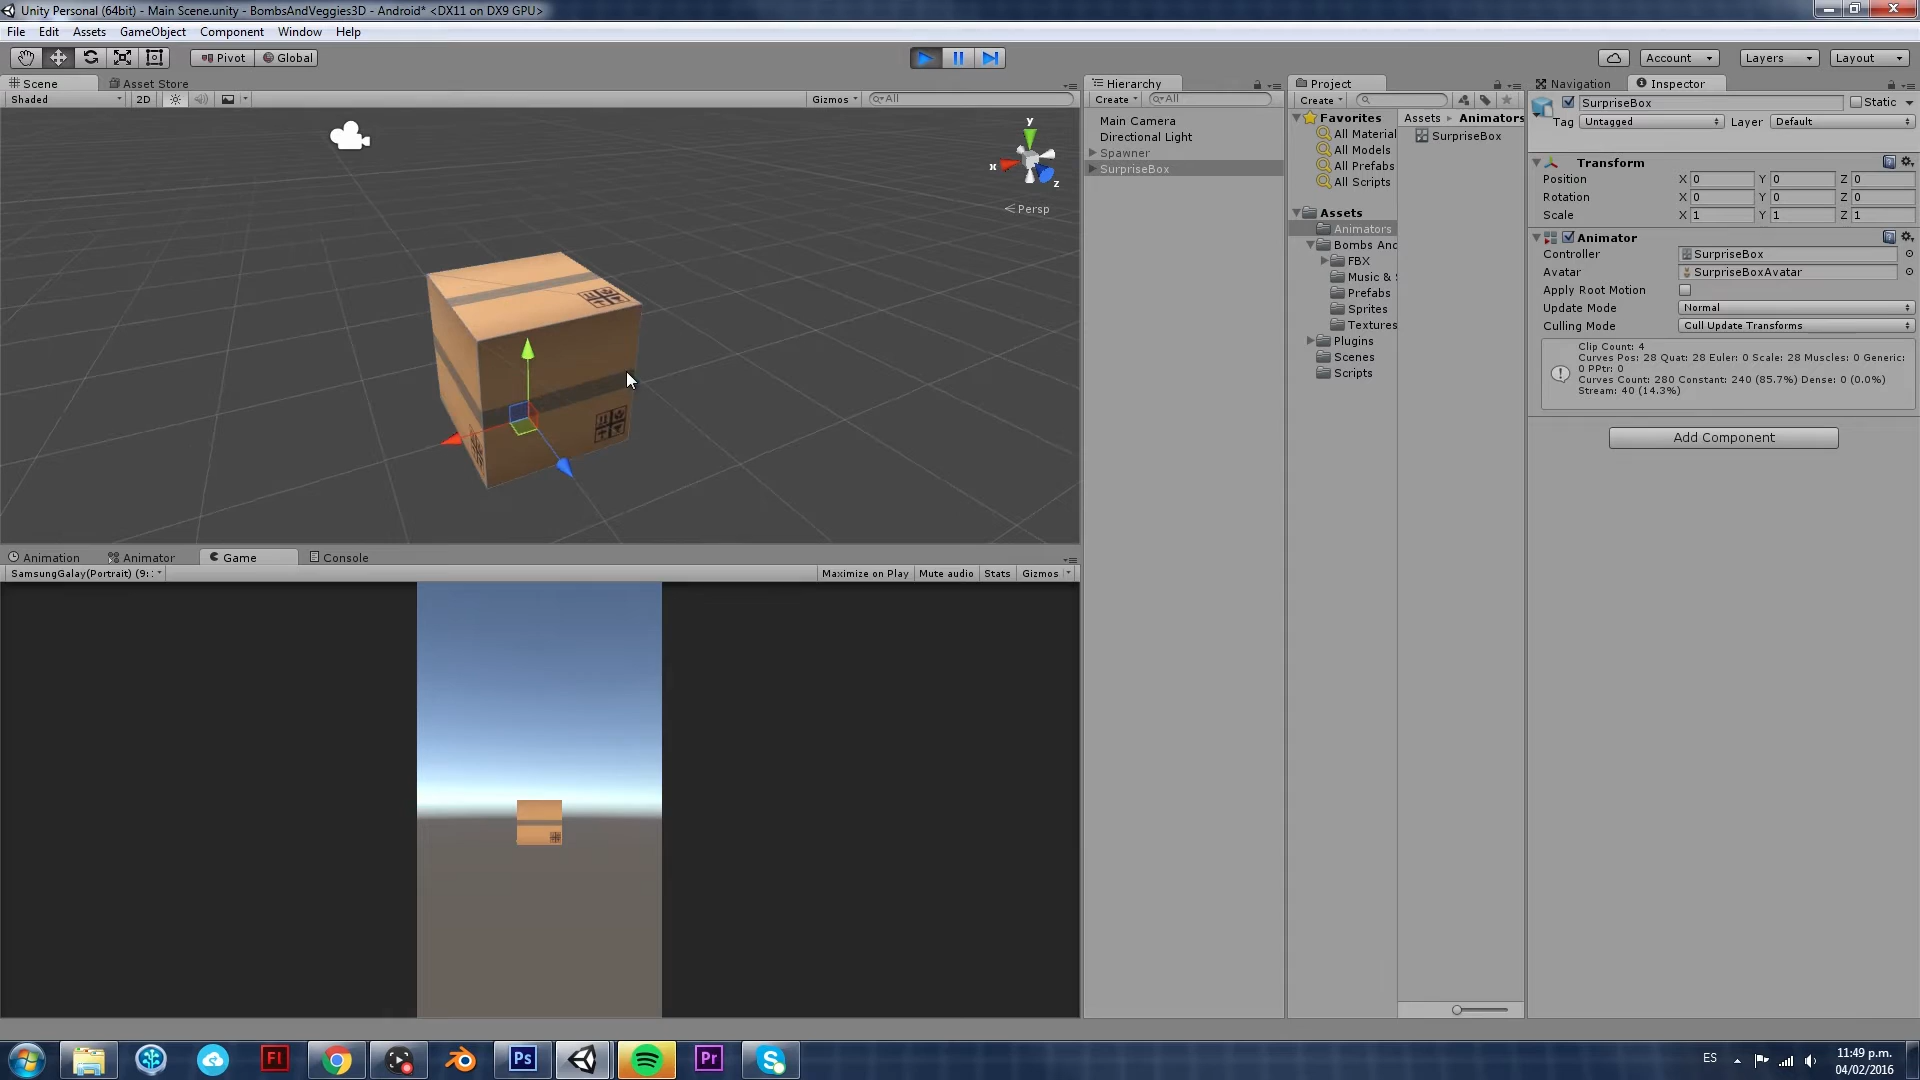 Unity Personal (64bit) - Main Scene.unity - BombsAndVeggies3D - Android* <DX11 on DX9 GPU>
File Edit Assets GameObject Component Window Help
Pivot Global Account Layers Layout
Scene Asset Store
Shaded 2D Gizmos All
y
x
z
Persp
Animation Animator Game Console
SamsungGalay(Portrait) (9:: Maximize on Play Mute audio Stats Gizmos
Hierarchy
Create All
Main Camera
Directional Light
Spawner
SurpriseBox
Project
Create
Favorites
All Material
All Models
All Prefabs
All Scripts
Assets
Animators
Bombs And
FBX
Music &
Prefabs
Sprites
Textures
Plugins
Scenes
Scripts
Assets Animators
SurpriseBox
Navigation Inspector
SurpriseBox Static
Tag Untagged Layer Default
Transform
Position X 0 Y 0 Z 0
Rotation X 0 Y 0 Z 0
Scale X 1 Y 1 Z 1
Animator
Controller SurpriseBox
Avatar SurpriseBoxAvatar
Apply Root Motion
Update Mode Normal
Culling Mode Cull Update Transforms
Clip Count: 4
Curves Pos: 28 Quat: 28 Euler: 0 Scale: 28 Muscles: 0 Generic:
0 PPtr: 0
Curves Count: 280 Constant: 240 (85.7%) Dense: 0 (0.0%)
Stream: 40 (14.3%)
Add Component
Fl Ps Pr
ES
11:49 p.m.
04/02/2016